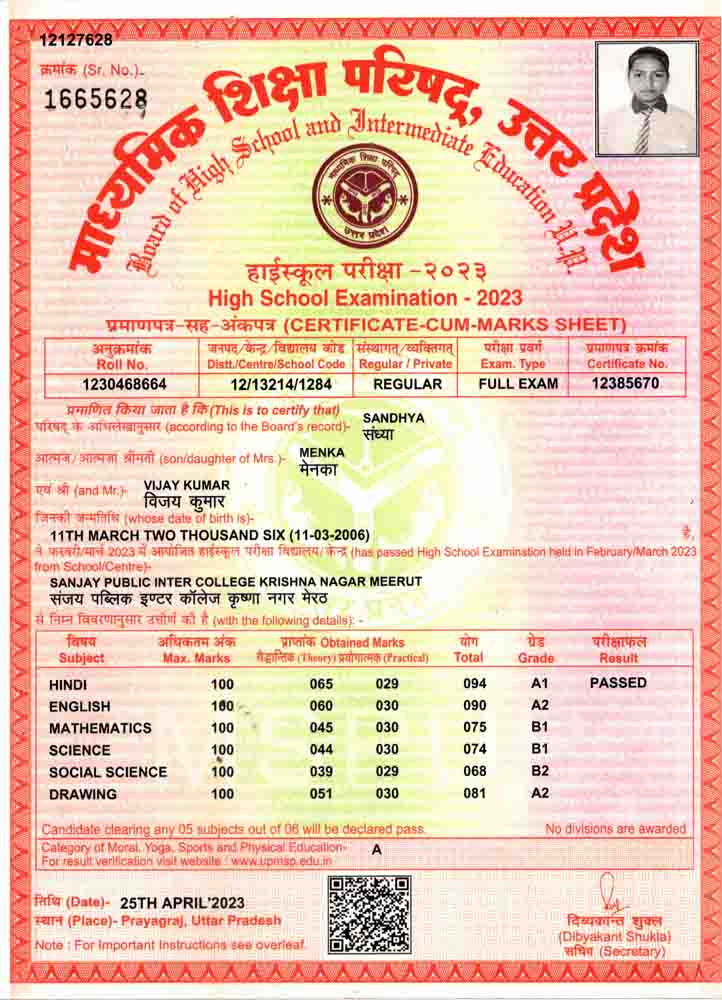 12127628
क्रमांक (Sr. No.)-
1665628
माध्यमिक शिक्षा परिषद्, उत्तर प्रदेश
Board of High School and Intermediate Education U.P.
माध्यमिक शिक्षा परिषद्
उत्तर प्रदेश
हाईस्कूल परीक्षा - २०२३
High School Examination - 2023
प्रमाणपत्र-सह-अंकपत्र (CERTIFICATE-CUM-MARKS SHEET)
अनुक्रमांक जनपद/केन्द्र/विद्यालय कोड संस्थागत्/व्यक्तिगत् परीक्षा प्रवर्ग प्रमाणपत्र क्रमांक
Roll No. Distt./Centre/School Code Regular / Private Exam. Type Certificate No.
1230468664 12/13214/1284 REGULAR FULL EXAM 12385670
प्रमाणित किया जाता है कि (This is to certify that)
परिषद् के अभिलेखानुसार (according to the Board's record)- SANDHYA
संध्या
आत्मज/आत्मजा श्रीमती (son/daughter of Mrs.)- MENKA
मेनका
एवं श्री (and Mr.)- VIJAY KUMAR
विजय कुमार
जिनकी जन्मतिथि (whose date of birth is)-
11TH MARCH TWO THOUSAND SIX (11-03-2006) है,
ने फरवरी/मार्च 2023 में आयोजित हाईस्कूल परीक्षा विद्यालय/केन्द्र (has passed High School Examination held in February/March 2023
from School/Centre)-
SANJAY PUBLIC INTER COLLEGE KRISHNA NAGAR MEERUT
संजय पब्लिक इण्टर कॉलेज कृष्णा नगर मेरठ
से निम्न विवरणानुसार उत्तीर्ण की है (with the following details): -
विषय अधिकतम अंक प्राप्तांक Obtained Marks योग ग्रेड परीक्षाफल
Subject Max. Marks सैद्धान्तिक (Theory) प्रयोगात्मक (Practical) Total Grade Result
HINDI 100 065 029 094 A1 PASSED
ENGLISH 100 060 030 090 A2
MATHEMATICS 100 045 030 075 B1
SCIENCE 100 044 030 074 B1
SOCIAL SCIENCE 100 039 029 068 B2
DRAWING 100 051 030 081 A2
Candidate clearing any 05 subjects out of 06 will be declared pass. No divisions are awarded
Category of Moral, Yoga, Sports and Physical Education- A
For result verification visit website : www.upmsp.edu.in
तिथि (Date)- 25TH APRIL'2023
स्थान (Place)- Prayagraj, Uttar Pradesh
Note : For Important Instructions see overleaf.
दिव्यकान्त शुक्ल
(Dibyakant Shukla)
सचिव (Secretary)